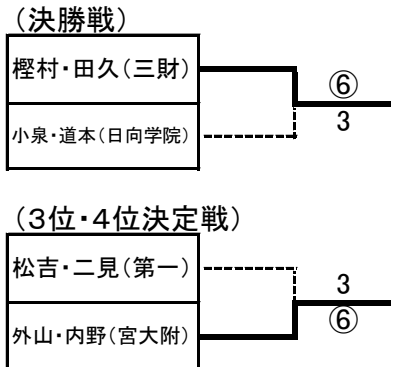 (決勝戦)
樫村・田久(三財)
⑥
3
小泉・道本(日向学院)
(3位・4位決定戦)
松吉・二見(第一)
3
⑥
外山・内野(宮大附)